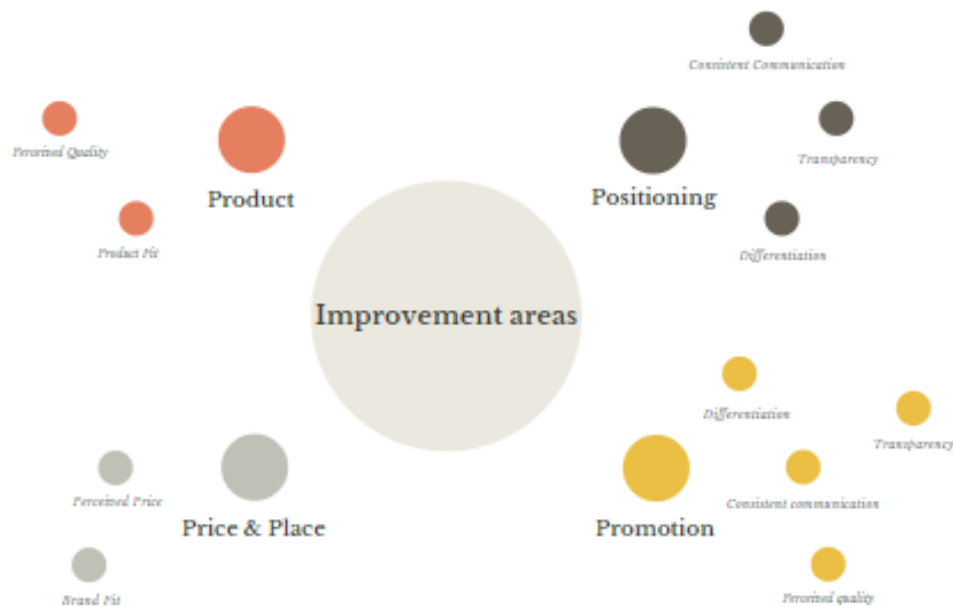 Consistent Communication
Perceived Quality
Transparency
Product
Positioning
Product Fit
Differentiation
Improvement areas
Differentiation
Transparency
Perceived Price
Consistent communication
Price & Place
Promotion
Brand Fit
Perceived quality